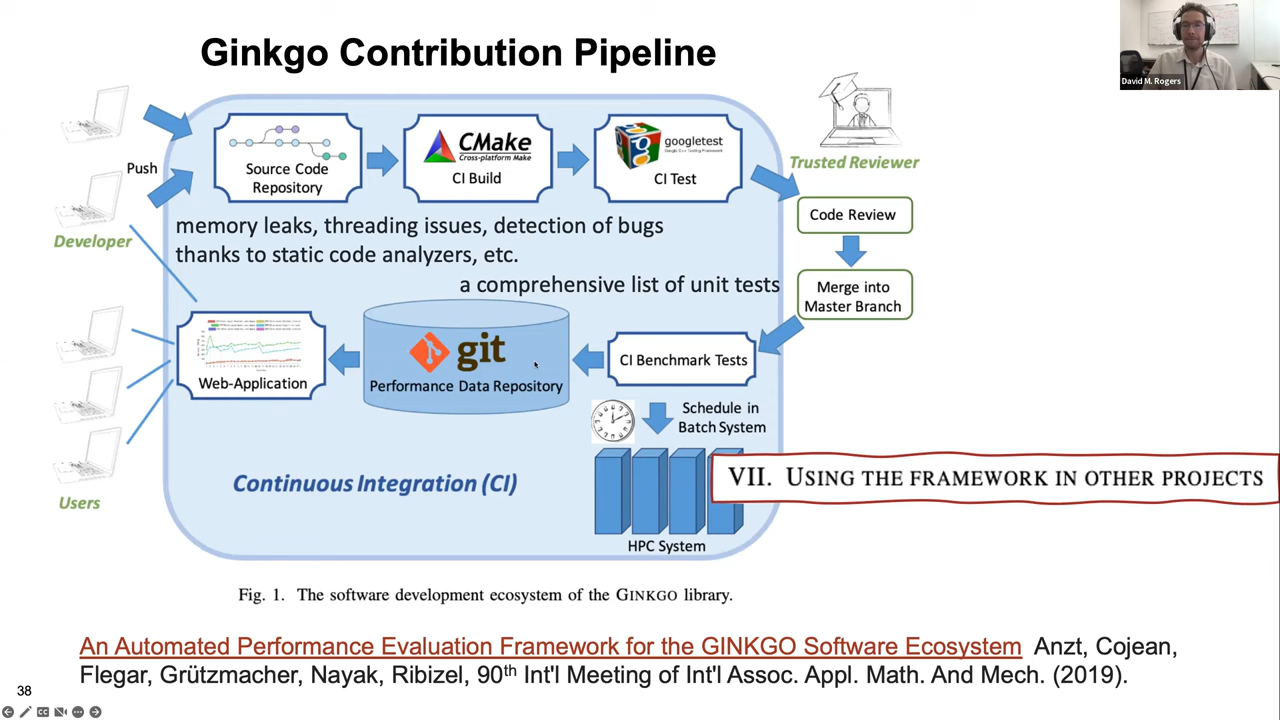 Ginkgo Contribution Pipeline
David M. Rogers
Push
Developer
Source Code
Repository
CMake
Cross-platform Make
CI Build
googletest
Google C++ Testing Framework
CI Test
Trusted Reviewer
Code Review
Merge into
Master Branch
memory leaks, threading issues, detection of bugs
thanks to static code analyzers, etc.
a comprehensive list of unit tests
Web-Application
git
Performance Data Repository
CI Benchmark Tests
Schedule in
Batch System
Users
Continuous Integration (CI)
HPC System
VII. USING THE FRAMEWORK IN OTHER PROJECTS
Fig. 1. The software development ecosystem of the GINKGO library.
An Automated Performance Evaluation Framework for the GINKGO Software Ecosystem Anzt, Cojean,
Flegar, Grützmacher, Nayak, Ribizel, 90th Int'l Meeting of Int'l Assoc. Appl. Math. And Mech. (2019).
38